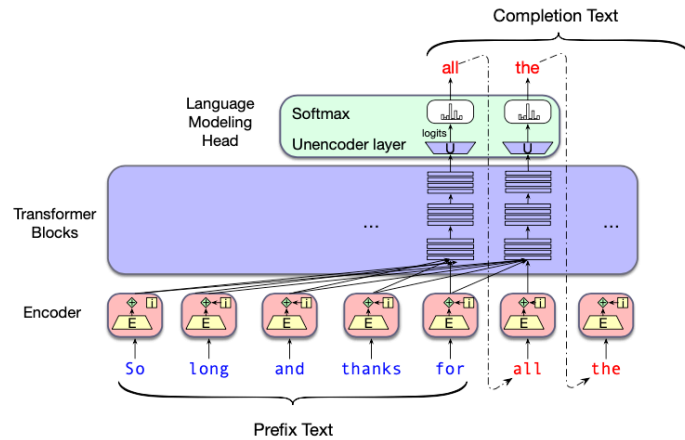 Completion Text
all the
Language
Modeling
Head
Softmax
logits
Unencoder layer
U U
Transformer
Blocks
... ...
Encoder
i i i i i i i
E E E E E E E
So long and thanks for all the
Prefix Text